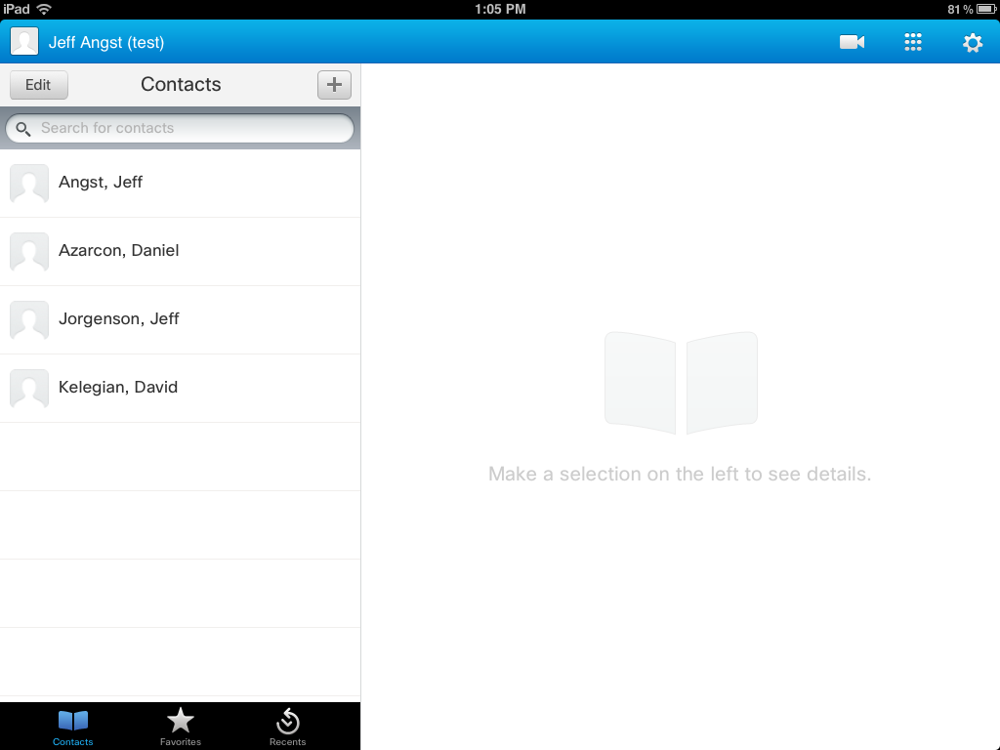 iPad
1:05 PM
81 %
Jeff Angst (test)
Edit
Contacts
Search for contacts
Angst, Jeff
Azarcon, Daniel
Jorgenson, Jeff
Kelegian, David
Make a selection on the left to see details.
Contacts
Favorites
Recents